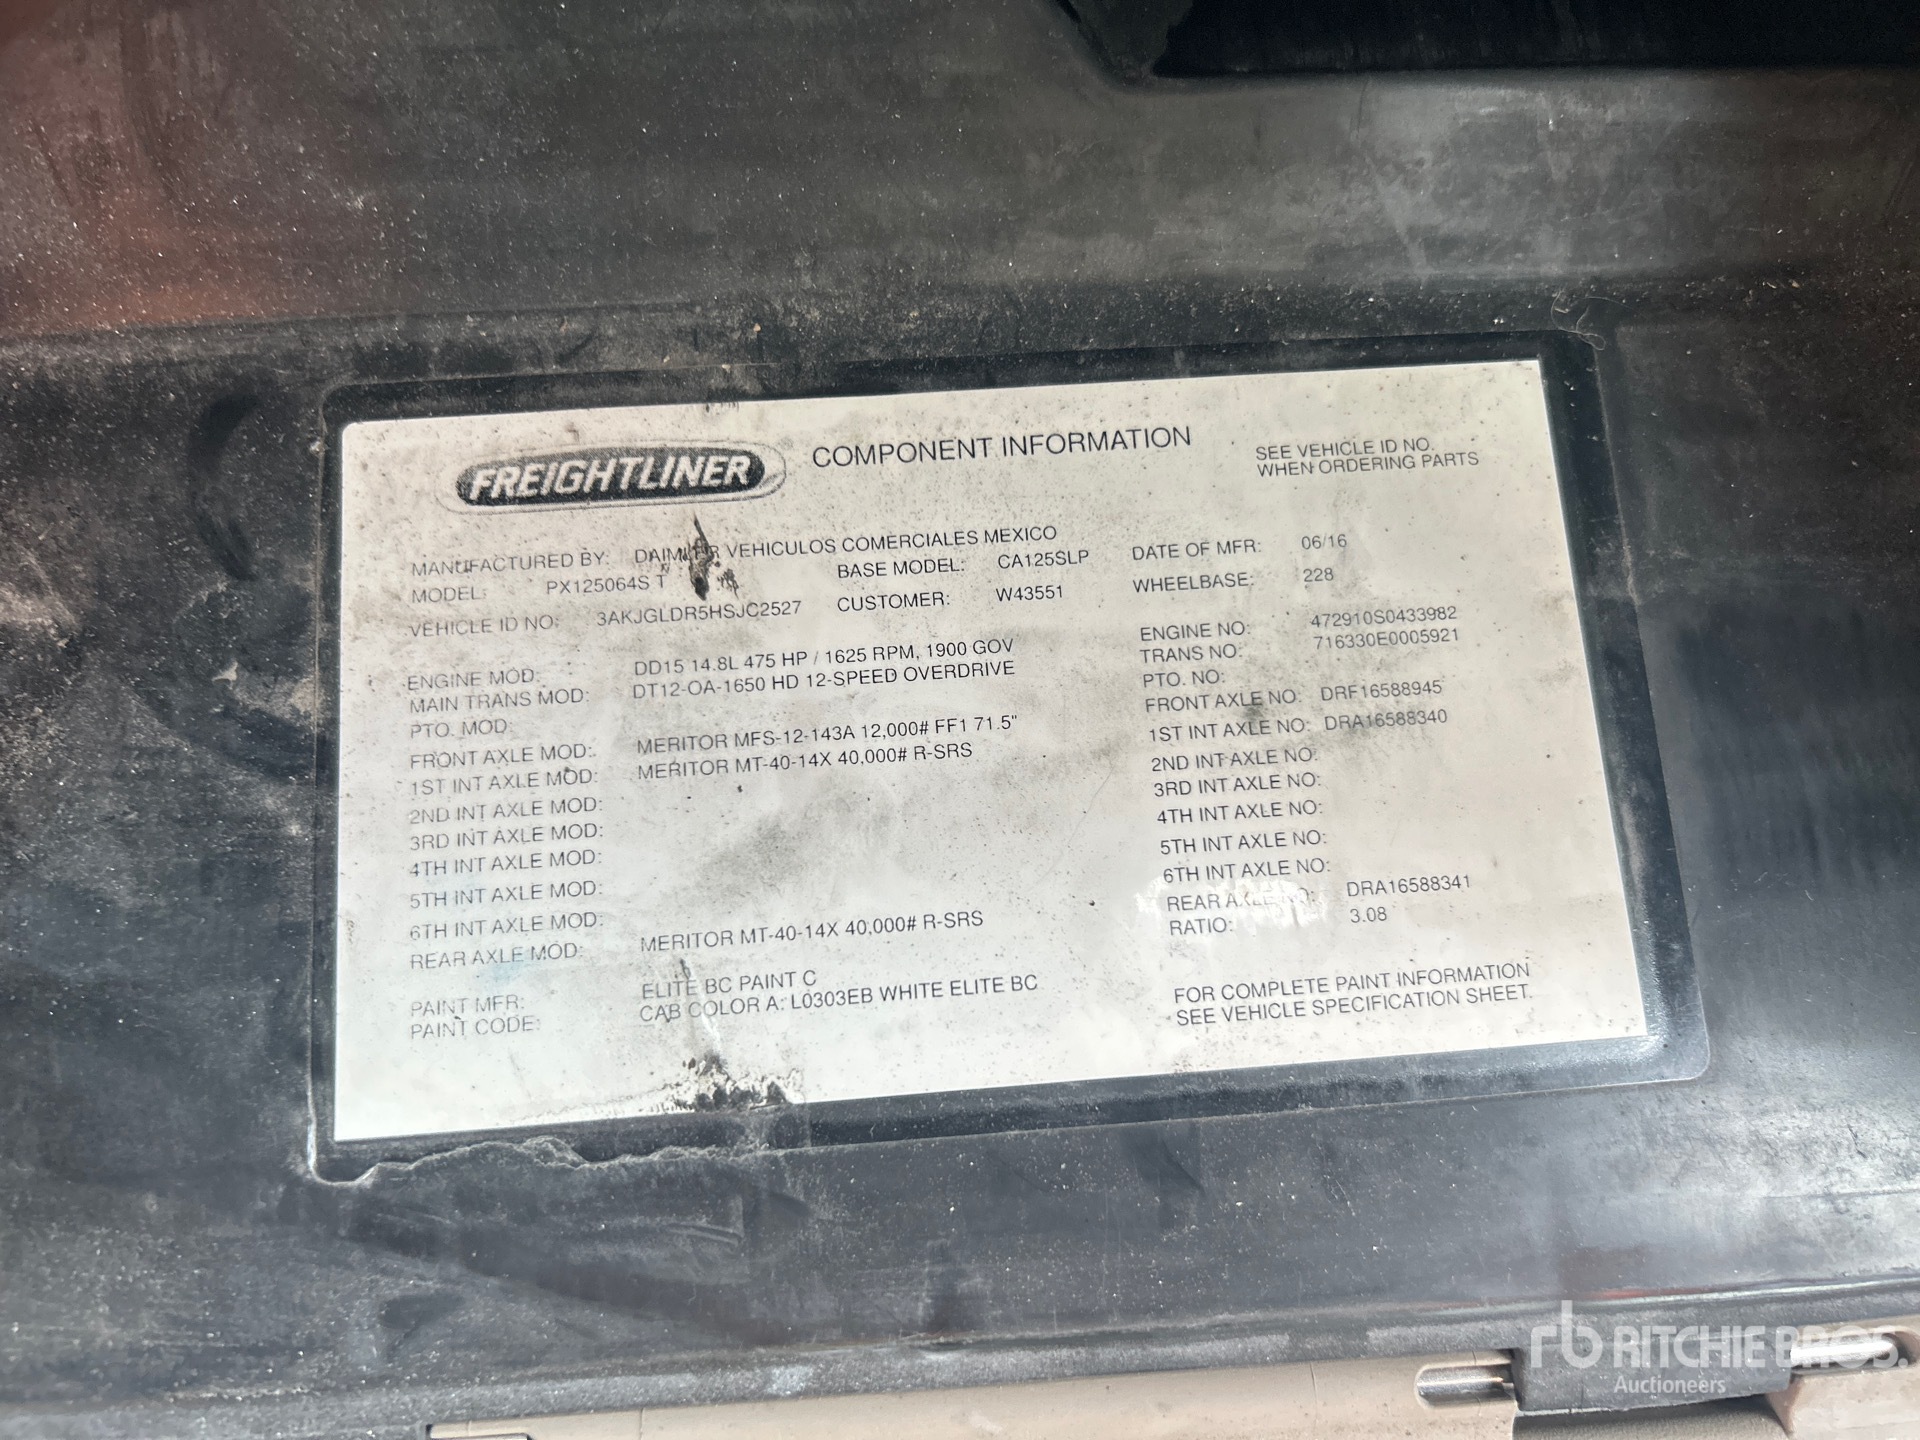 FREIGHTLINER
COMPONENT INFORMATION
SEE VEHICLE ID NO.
WHEN ORDERING PARTS
MANUFACTURED BY: DAIMLER VEHICULOS COMERCIALES MEXICO
DATE OF MFR: 06/16
MODEL: PX125064S T BASE MODEL: CA125SLP
WHEELBASE: 228
VEHICLE ID NO: 3AKJGLDR5HSJC2527 CUSTOMER: W43551
ENGINE MOD: DD15 14.8L 475 HP / 1625 RPM, 1900 GOV ENGINE NO: 472910S0433982
MAIN TRANS MOD: DT12-OA-1650 HD 12-SPEED OVERDRIVE TRANS NO: 716330E0005921
PTO. MOD: PTO. NO:
FRONT AXLE MOD: MERITOR MFS-12-143A 12,000# FF1 71.5" FRONT AXLE NO: DRF16588945
1ST INT AXLE MOD: MERITOR MT-40-14X 40,000# R-SRS 1ST INT AXLE NO: DRA16588340
2ND INT AXLE MOD: 2ND INT AXLE NO:
3RD INT AXLE MOD: 3RD INT AXLE NO:
4TH INT AXLE MOD: 4TH INT AXLE NO:
5TH INT AXLE MOD: 5TH INT AXLE NO:
6TH INT AXLE MOD: 6TH INT AXLE NO:
REAR AXLE MOD: MERITOR MT-40-14X 40,000# R-SRS REAR AXLE NO: DRA16588341
RATIO: 3.08
PAINT MFR: ELITE BC PAINT C
PAINT CODE: CAB COLOR A: L0303EB WHITE ELITE BC
FOR COMPLETE PAINT INFORMATION
SEE VEHICLE SPECIFICATION SHEET.
rb RITCHIE BROS.
Auctioneers